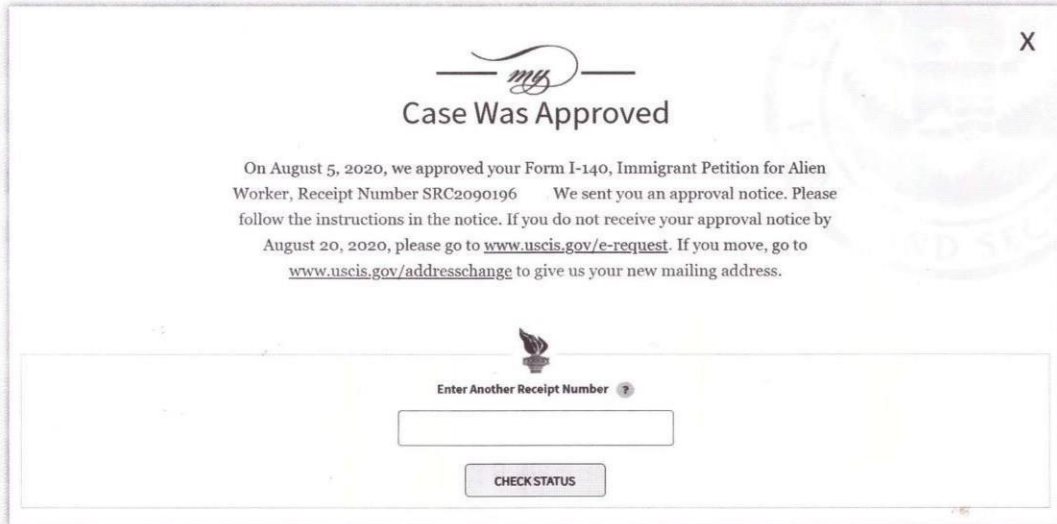 X
my
Case Was Approved
On August 5, 2020, we approved your Form I-140, Immigrant Petition for Alien
Worker, Receipt Number SRC2090196 We sent you an approval notice. Please
follow the instructions in the notice. If you do not receive your approval notice by
August 20, 2020, please go to www.uscis.gov/e-request. If you move, go to
www.uscis.gov/addresschange to give us your new mailing address.
ND SEC
Enter Another Receipt Number ?
CHECK STATUS